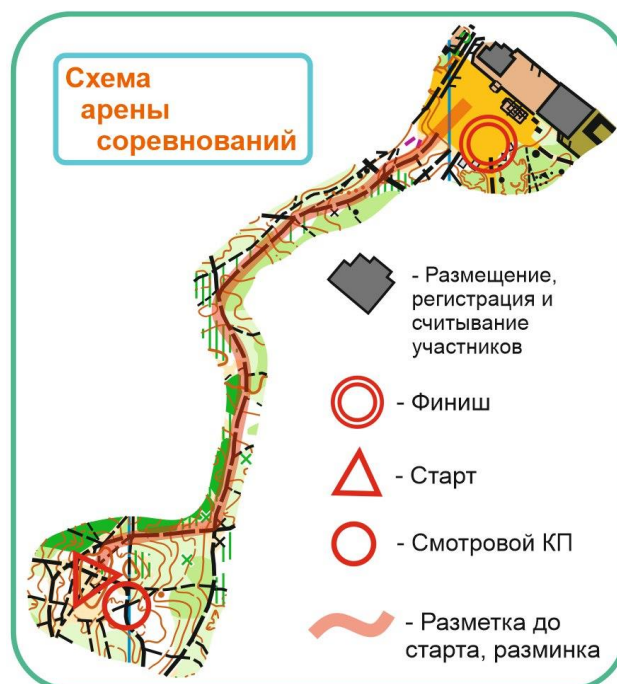 Схема
арены
соревнований
- Размещение,
регистрация и
считывание
участников
- Финиш
- Старт
- Смотровой КП
- Разметка до
старта, разминка